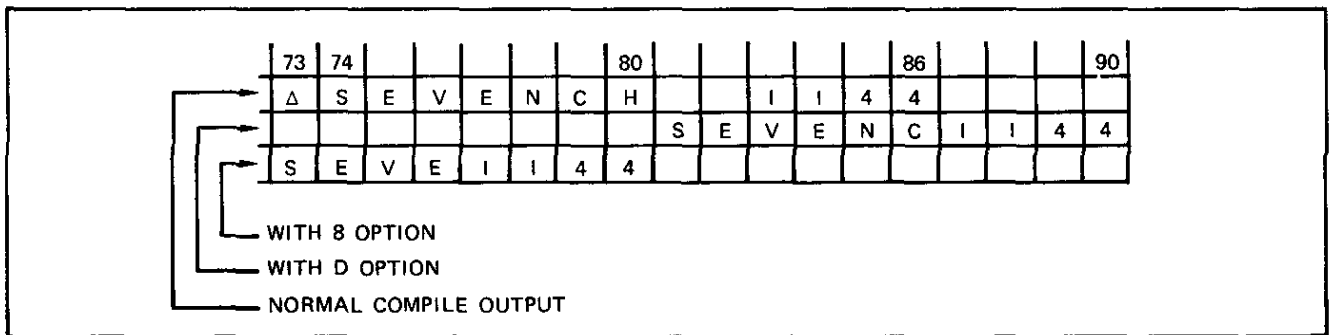 73 74 80 86 90
Δ S E V E N C H I I 4 4
S E V E N C I I 4 4
S E V E I I 4 4
WITH 8 OPTION
WITH D OPTION
NORMAL COMPILE OUTPUT